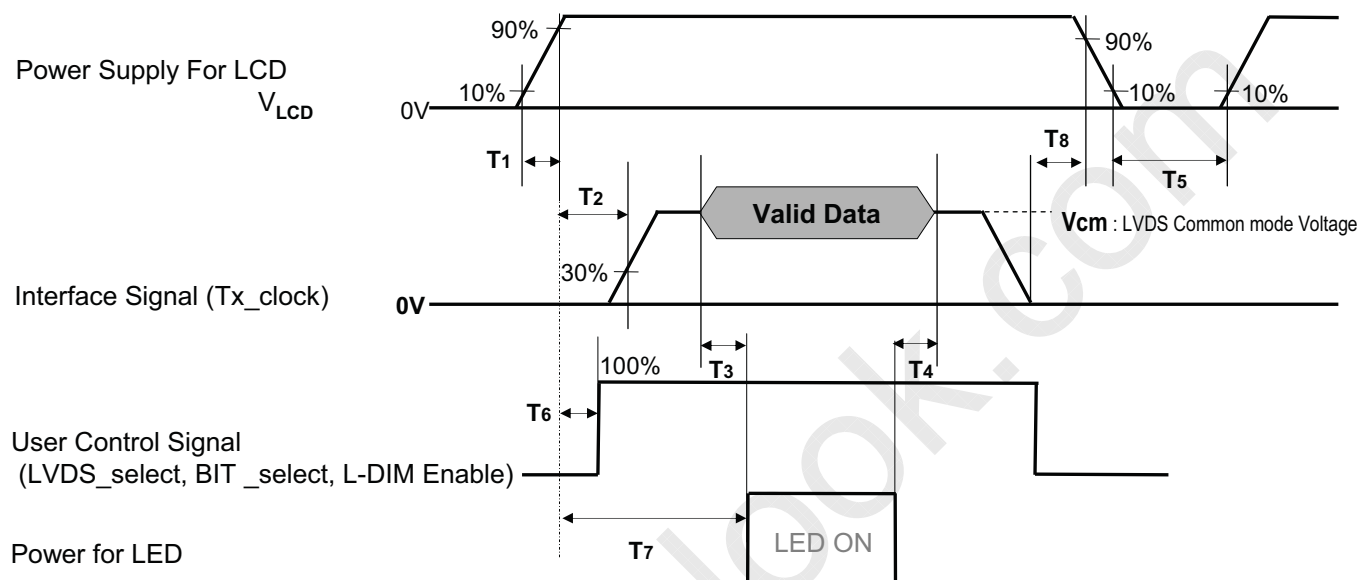 90%
90%
Power Supply For LCD
VLCD
10%
10%
10%
0V
T1
T2
T8
T5
Valid Data
Vcm : LVDS Common mode Voltage
30%
Interface Signal (Tx_clock)
0V
T3
T4
100%
T6
User Control Signal
(LVDS_select, BIT _select, L-DIM Enable)
T7
LED ON
Power for LED
look.com